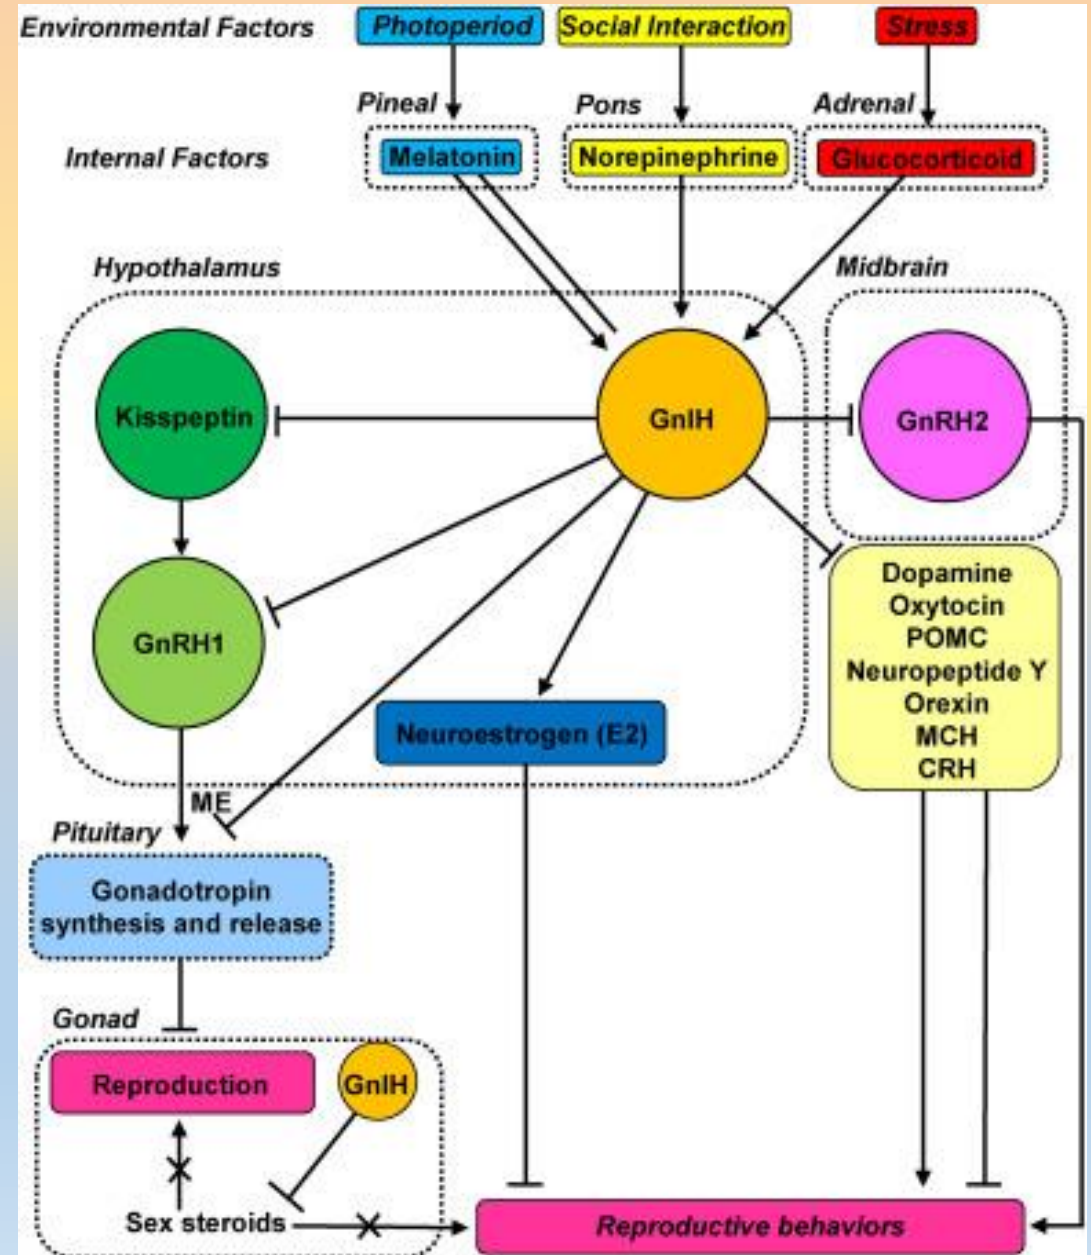 Environmental Factors
Photoperiod
Social Interaction
Stress
Pineal
Pons
Adrenal
Internal Factors
Melatonin
Norepinephrine
Glucocorticoid
Hypothalamus
Midbrain
Kisspeptin
GnIH
GnRH2
GnRH1
Dopamine
Oxytocin
POMC
Neuropeptide Y
Orexin
MCH
CRH
Neuroestrogen (E2)
ME
Pituitary
Gonadotropin
synthesis and release
Gonad
Reproduction
GnIH
Sex steroids
Reproductive behaviors